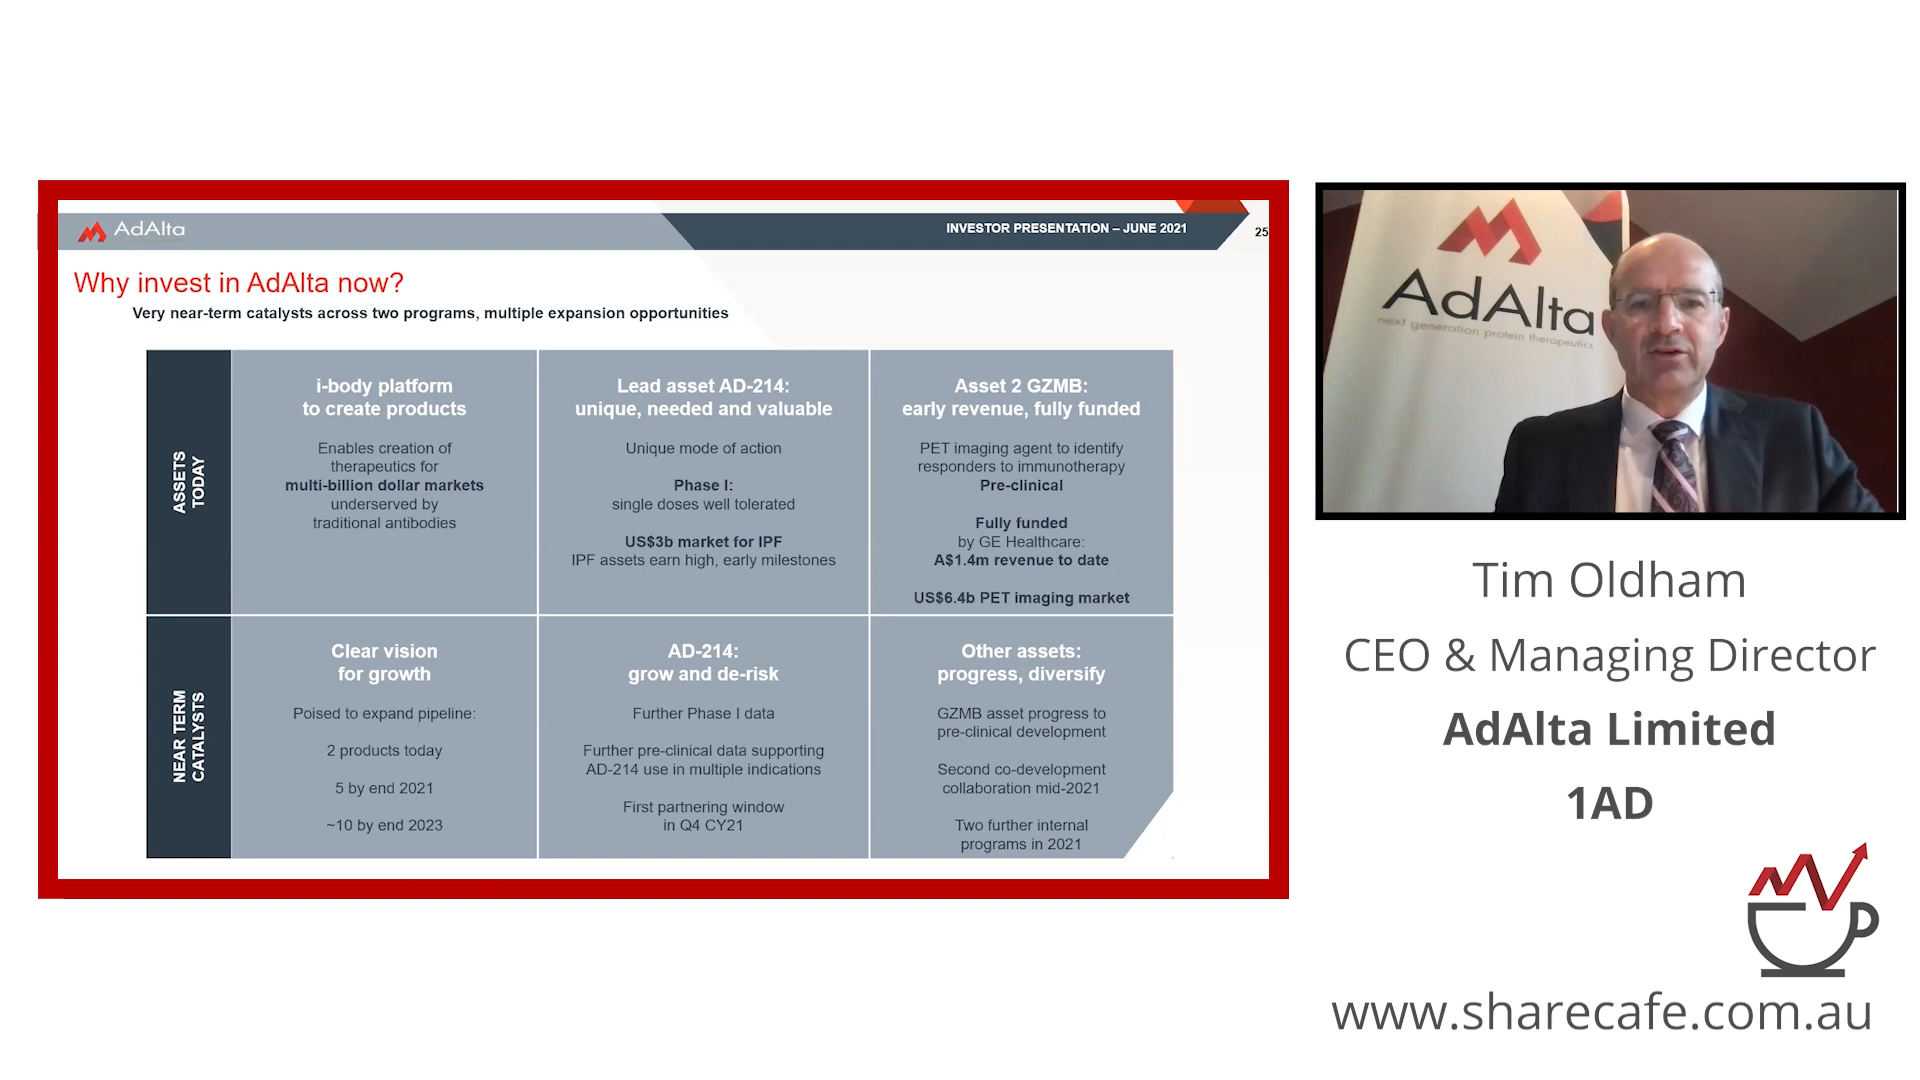 AdAlta
INVESTOR PRESENTATION – JUNE 2021
25
Why invest in AdAlta now?
Very near-term catalysts across two programs, multiple expansion opportunities
ASSETS
TODAY
i-body platform
to create products
Enables creation of
therapeutics for
multi-billion dollar markets
underserved by
traditional antibodies
Lead asset AD-214:
unique, needed and valuable
Unique mode of action
Phase I:
single doses well tolerated
US$3b market for IPF
IPF assets earn high, early milestones
Asset 2 GZMB:
early revenue, fully funded
PET imaging agent to identify
responders to immunotherapy
Pre-clinical
Fully funded
by GE Healthcare:
A$1.4m revenue to date
US$6.4b PET imaging market
NEAR TERM
CATALYSTS
Clear vision
for growth
Poised to expand pipeline:
2 products today
5 by end 2021
~10 by end 2023
AD-214:
grow and de-risk
Further Phase I data
Further pre-clinical data supporting
AD-214 use in multiple indications
First partnering window
in Q4 CY21
Other assets:
progress, diversify
GZMB asset progress to
pre-clinical development
Second co-development
collaboration mid-2021
Two further internal
programs in 2021
AdAlta
next generation protein therapeutics
Tim Oldham
CEO & Managing Director
AdAlta Limited
1AD
www.sharecafe.com.au